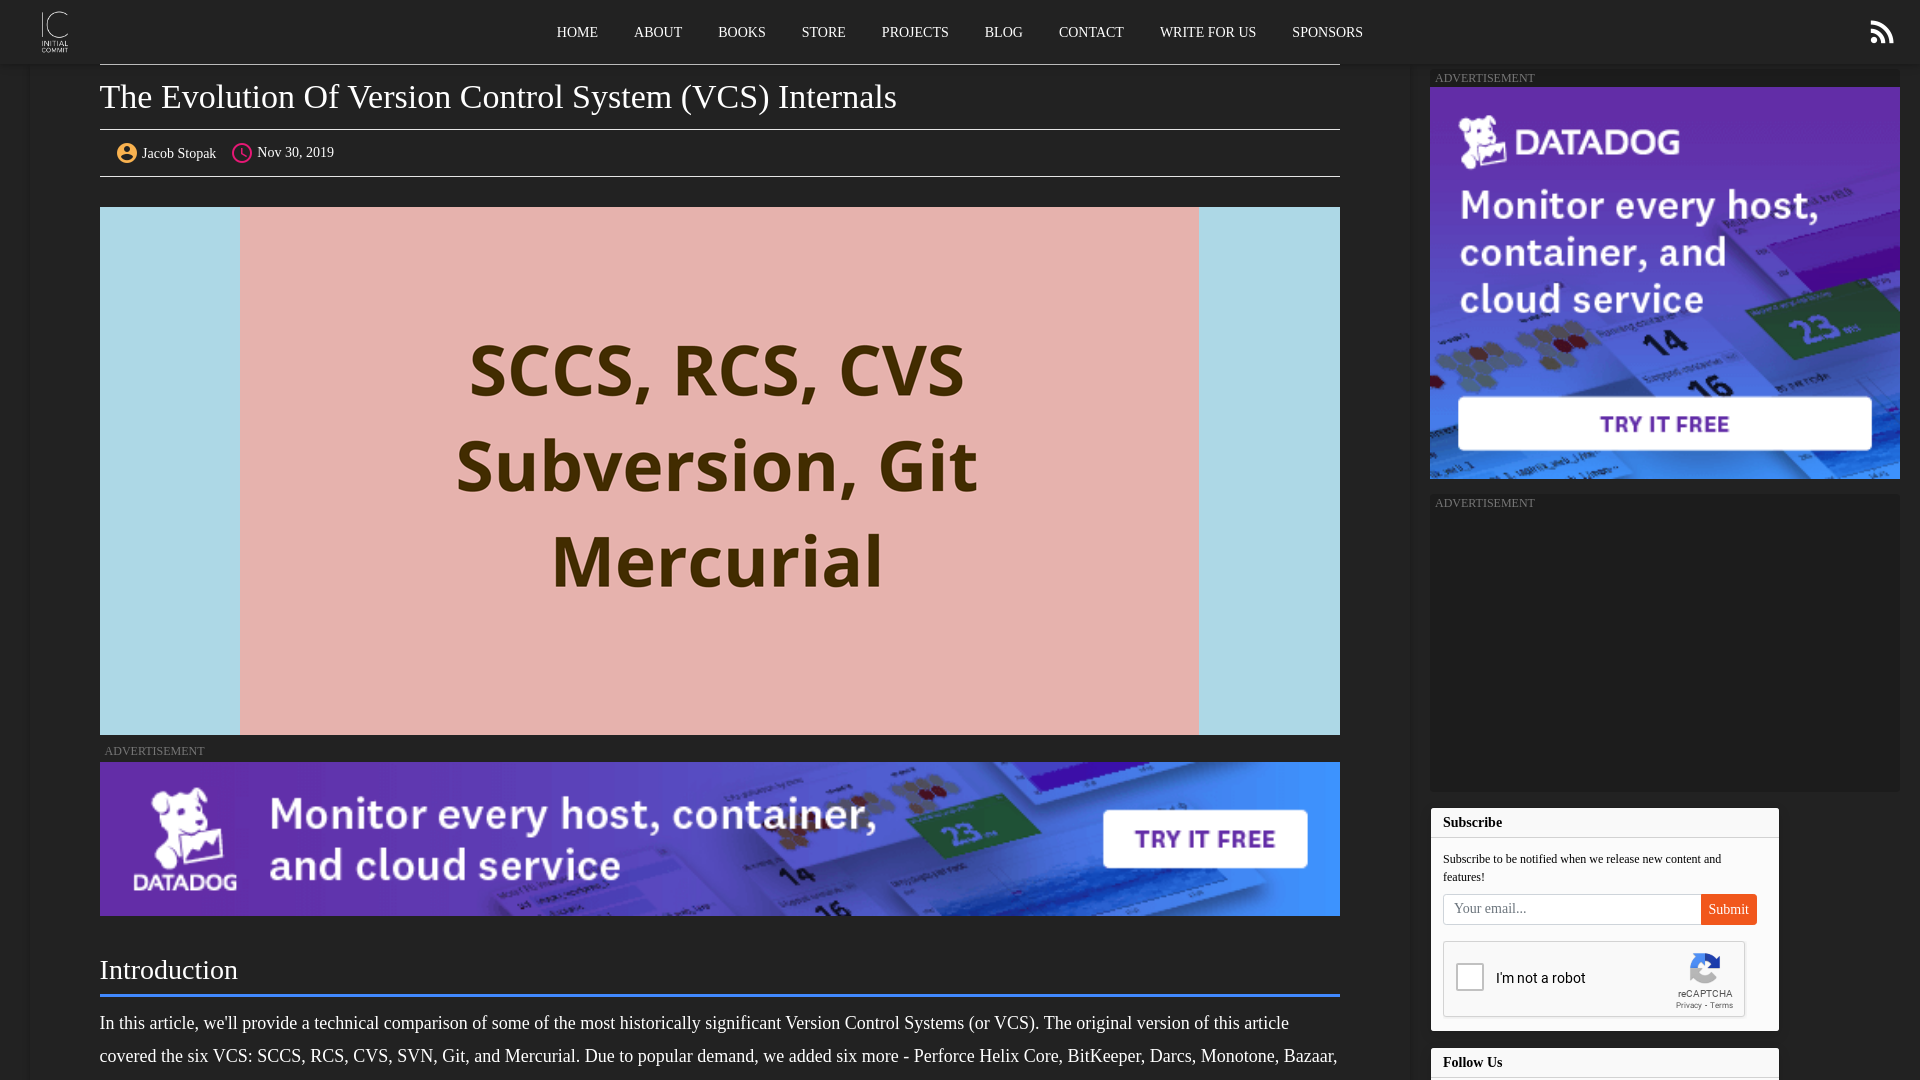 IC
INITIAL
COMMIT
HOME ABOUT BOOKS STORE PROJECTS BLOG CONTACT WRITE FOR US SPONSORS
The Evolution Of Version Control System (VCS) Internals
Jacob Stopak Nov 30, 2019
SCCS, RCS, CVS
Subversion, Git
Mercurial
ADVERTISEMENT
DATADOG
Monitor every host, container,
and cloud service
23
14
16
TRY IT FREE
Introduction
In this article, we'll provide a technical comparison of some of the most historically significant Version Control Systems (or VCS). The original version of this article
covered the six VCS: SCCS, RCS, CVS, SVN, Git, and Mercurial. Due to popular demand, we added six more - Perforce Helix Core, BitKeeper, Darcs, Monotone, Bazaar,
ADVERTISEMENT
DATADOG
Monitor every host,
container, and
cloud service
23
14
16
TRY IT FREE
ADVERTISEMENT
Subscribe
Subscribe to be notified when we release new content and
features!
Your email... Submit
I'm not a robot
reCAPTCHA
Privacy - Terms
Follow Us